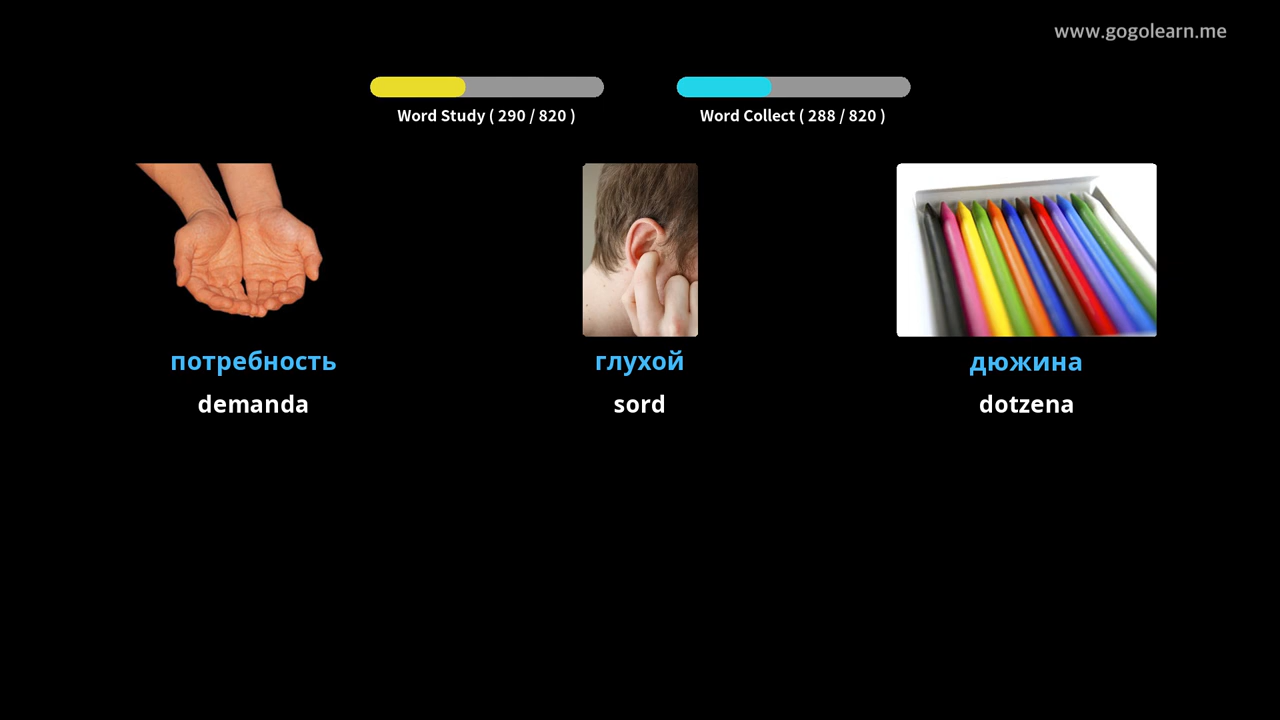 www.gogolearn.me
Word Study ( 290 / 820 )
Word Collect ( 288 / 820 )
потребность
глухой
дюжина
demanda
sord
dotzena